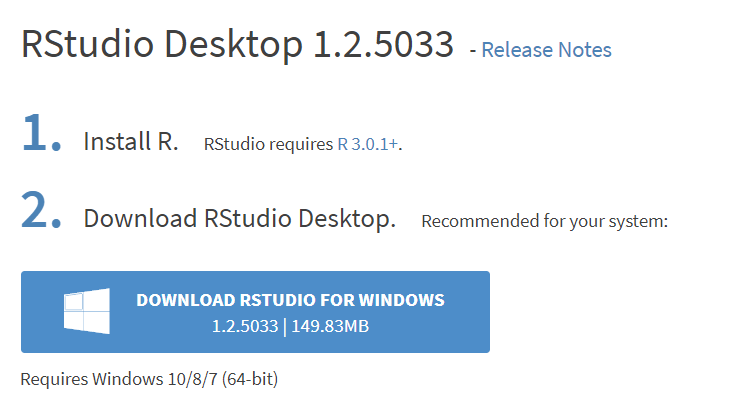 RStudio Desktop 1.2.5033 - Release Notes
1. Install R. RStudio requires R 3.0.1+.
2. Download RStudio Desktop. Recommended for your system:
DOWNLOAD RSTUDIO FOR WINDOWS
1.2.5033 | 149.83MB
Requires Windows 10/8/7 (64-bit)